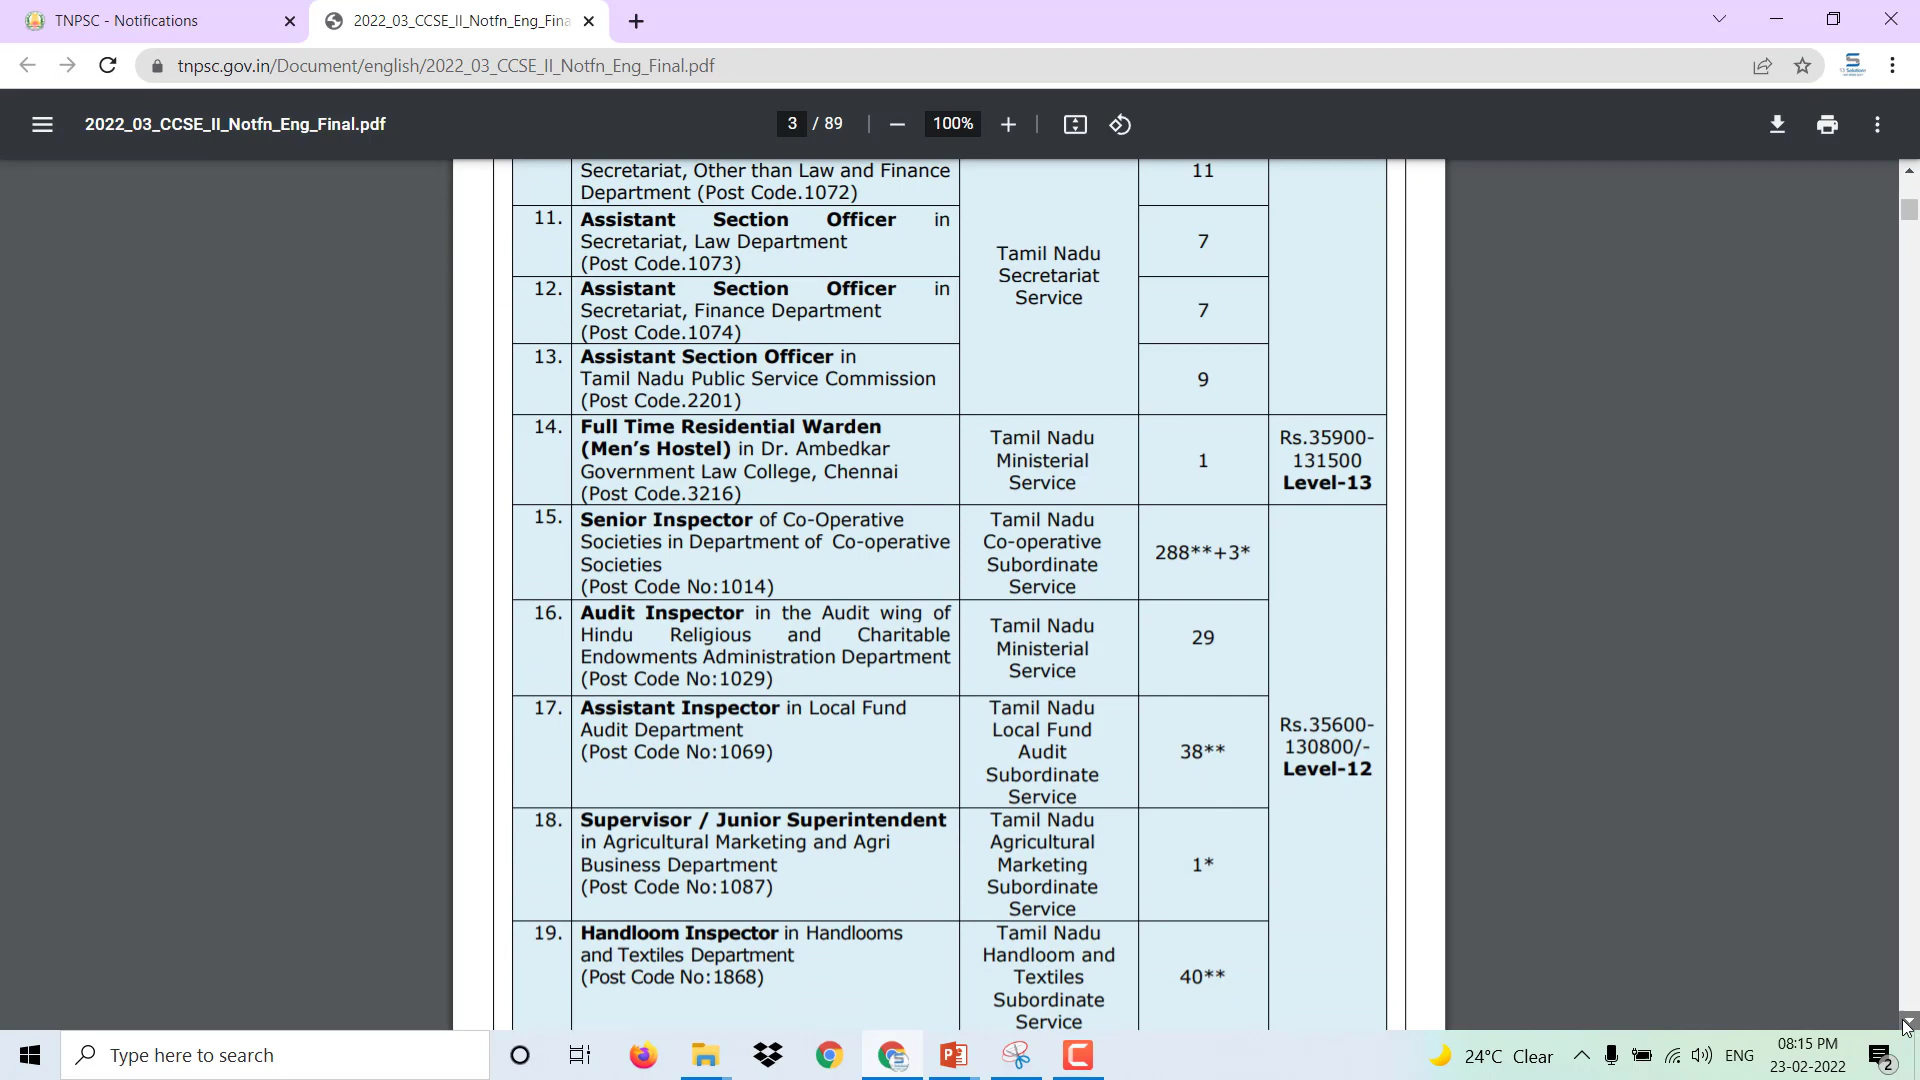 TNPSC - Notifications
2022_03_CCSE_II_Notfn_Eng_Fina
tnpsc.gov.in/Document/english/2022_03_CCSE_II_Notfn_Eng_Final.pdf
2022_03_CCSE_II_Notfn_Eng_Final.pdf
3 / 89
100%
Secretariat, Other than Law and Finance
Department (Post Code.1072)
11
11.
Assistant Section Officer in
Secretariat, Law Department
(Post Code.1073)
Tamil Nadu
Secretariat
Service
7
12.
Assistant Section Officer in
Secretariat, Finance Department
(Post Code.1074)
7
13.
Assistant Section Officer in
Tamil Nadu Public Service Commission
(Post Code.2201)
9
14.
Full Time Residential Warden
(Men's Hostel) in Dr. Ambedkar
Government Law College, Chennai
(Post Code.3216)
Tamil Nadu
Ministerial
Service
1
Rs.35900-
131500
Level-13
15.
Senior Inspector of Co-Operative
Societies in Department of Co-operative
Societies
(Post Code No:1014)
Tamil Nadu
Co-operative
Subordinate
Service
288**+3*
16.
Audit Inspector in the Audit wing of
Hindu Religious and Charitable
Endowments Administration Department
(Post Code No:1029)
Tamil Nadu
Ministerial
Service
29
17.
Assistant Inspector in Local Fund
Audit Department
(Post Code No:1069)
Tamil Nadu
Local Fund
Audit
Subordinate
Service
38**
Rs.35600-
130800/-
Level-12
18.
Supervisor / Junior Superintendent
in Agricultural Marketing and Agri
Business Department
(Post Code No:1087)
Tamil Nadu
Agricultural
Marketing
Subordinate
Service
1*
19.
Handloom Inspector in Handlooms
and Textiles Department
(Post Code No:1868)
Tamil Nadu
Handloom and
Textiles
Subordinate
Service
40**
Type here to search
24°C Clear
ENG
08:15 PM
23-02-2022
2